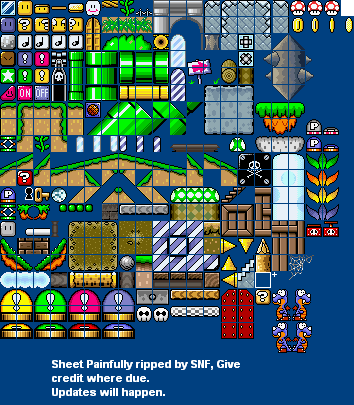 ON OFF
P
P
P
Sheet Painfully ripped by SNF, Give
credit where due.
Updates will happen.